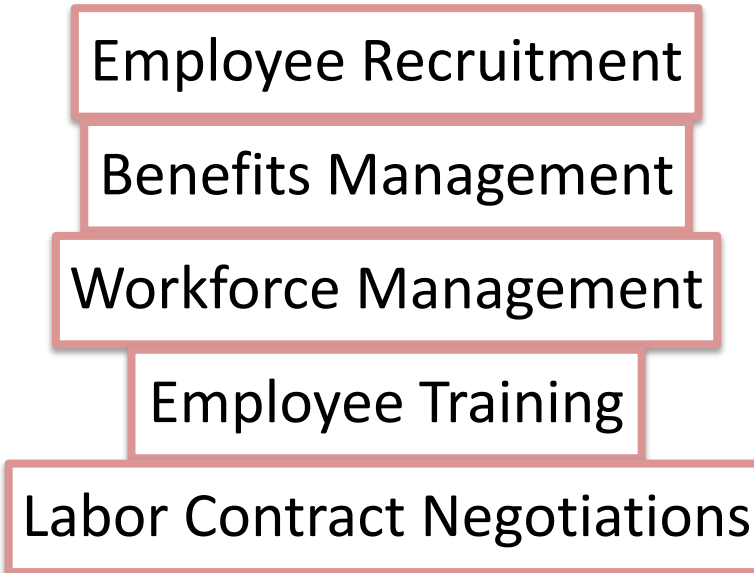 Employee Recruitment
Benefits Management
Workforce Management
Employee Training
Labor Contract Negotiations